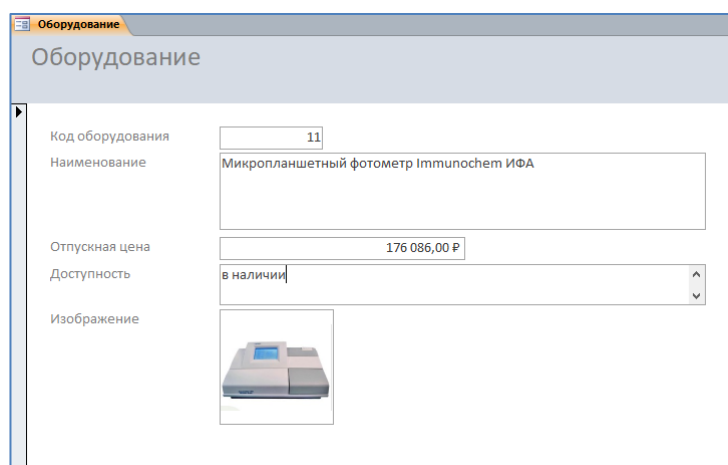 Оборудование
Оборудование
Код оборудования 11
Наименование Микропланшетный фотометр Immunochem ИФА
Отпускная цена 176 086,00 ₽
Доступность в наличии
Изображение